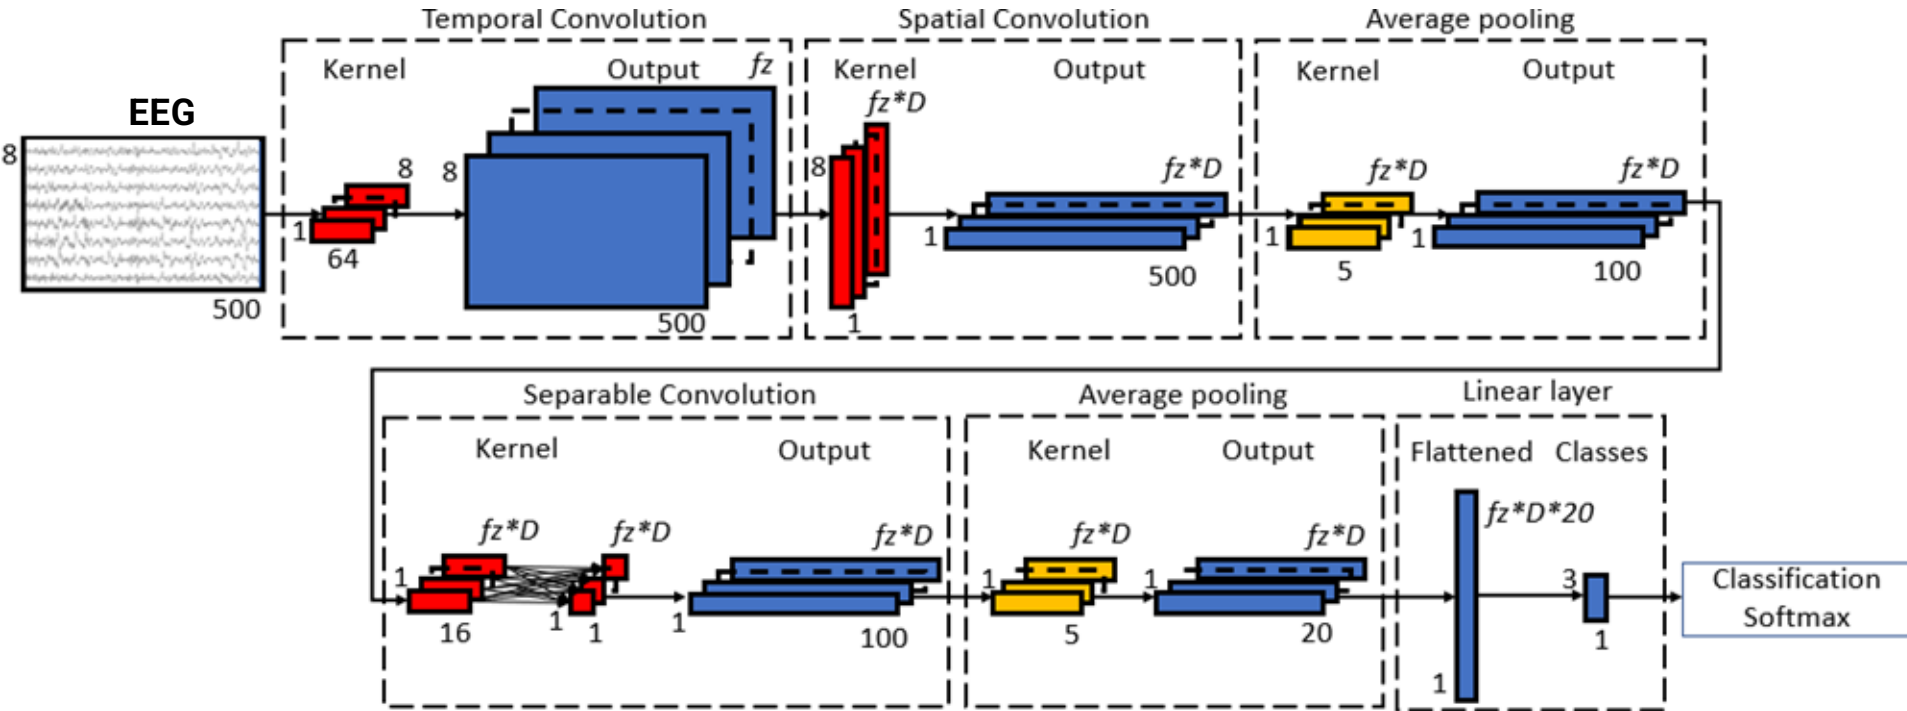 Temporal Convolution
Spatial Convolution
Average pooling
Kernel
Output
fz
Kernel
Output
Kernel
Output
fz*D
EEG
8
8
8
8
fz*D
fz*D
fz*D
1
1
1
1
64
5
500
100
500
500
1
Separable Convolution
Average pooling
Linear layer
Kernel
Output
Kernel
Output
Flattened
Classes
fz*D
fz*D
fz*D
fz*D
fz*D
fz*D*20
1
1
1
3
Classification
Softmax
16
1
1
1
100
5
20
1
1